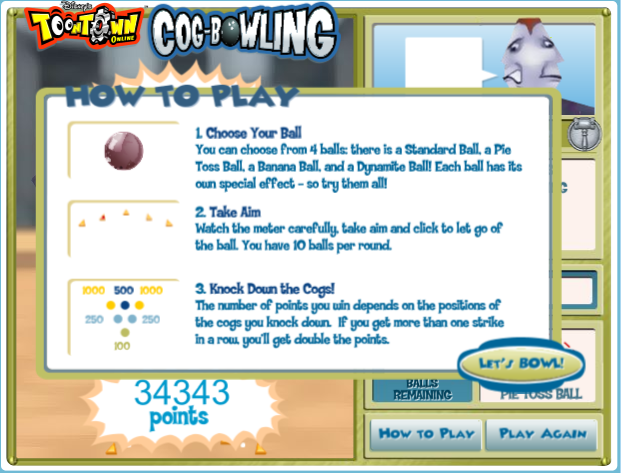 Disney's
TOONTOWN
ONLINE
COG-BOWLING
HOW TO PLAY
1. Choose Your Ball
You can choose from 4 balls: there is a Standard Ball, a Pie
Toss Ball, a Banana Ball, and a Dynamite Ball! Each ball has its
own special effect - so try them all!
2. Take Aim
Watch the meter carefully, take aim and click to let go of
the ball. You have 10 balls per round.
1000 500 1000
250 250
100
3. Knock Down the Cogs!
The number of points you win depends on the positions of
the cogs you knock down. If you get more than one strike
in a row, you'll get double the points.
LET'S BOWL!
34343
points
BALLS
REMAINING
PIE TOSS BALL
HOW TO PLAY
PLAY AGAIN